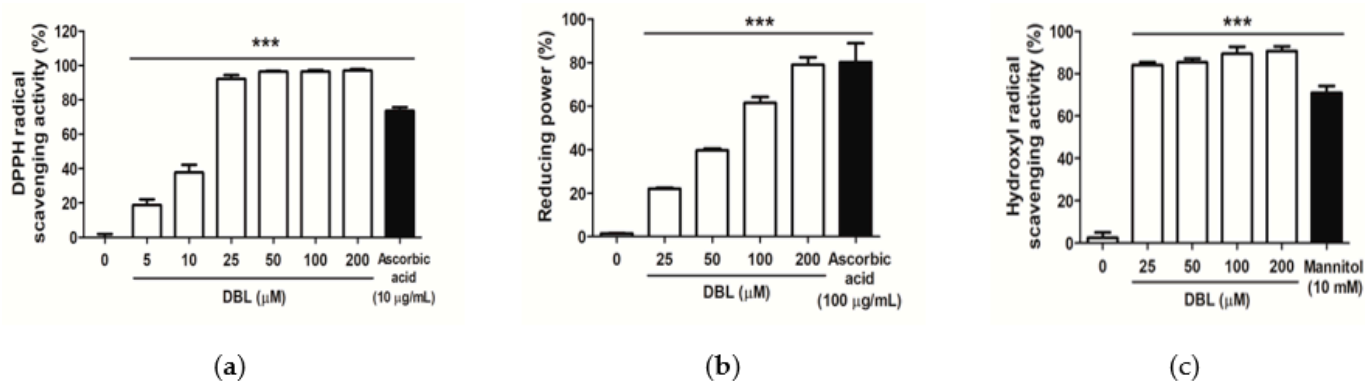 DPPH radical
scavenging activity (%)
120
100
80
60
40
20
0
***
0 5 10 25 50 100 200 Ascorbic
acid
(10 μg/mL)
DBL (μM)
(a)
Reducing power (%)
100
80
60
40
20
0
***
0 25 50 100 200 Ascorbic
acid
(100 μg/mL)
DBL (μM)
(b)
Hydroxyl radical
scavenging activity (%)
100
80
60
40
20
0
***
0 25 50 100 200 Mannitol
(10 mM)
DBL (μM)
(c)